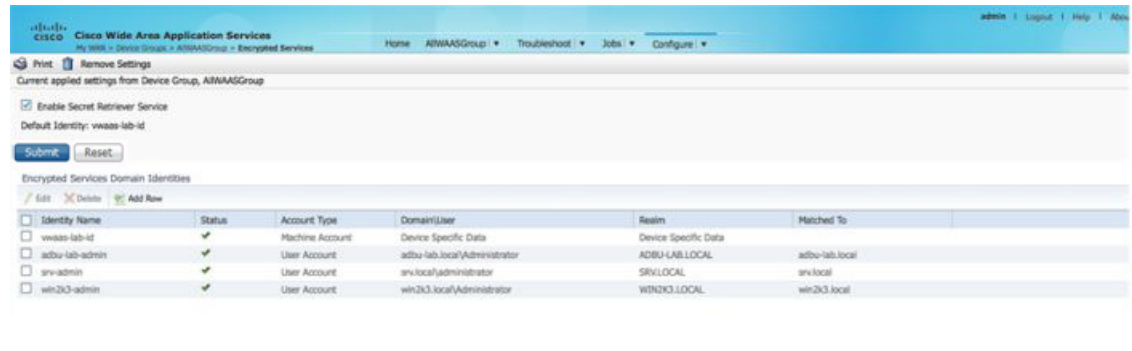 admin | Logout | Help | Abou
CISCO Cisco Wide Area Application Services
My WAN > Device Groups > AllWAASGroup > Encrypted Services
Home AllWAASGroup Troubleshoot Jobs Configure
Print Remove Settings
Current applied settings from Device Group, AllWAASGroup
Enable Secret Retriever Service
Default Identity: vwaas-lab-id
Submit Reset
Encrypted Services Domain Identities
Edit Delete Add Row
Identity Name Status Account Type Domain\User Realm Matched To
vwaas-lab-id Machine Account Device Specific Data Device Specific Data
adbu-lab-admin User Account adbu-lab.local\Administrator ADBU-LAB.LOCAL adbu-lab.local
srv-admin User Account srv.local\administrator SRV.LOCAL srv.local
win2k3-admin User Account win2k3.local\Administrator WIN2K3.LOCAL win2k3.local